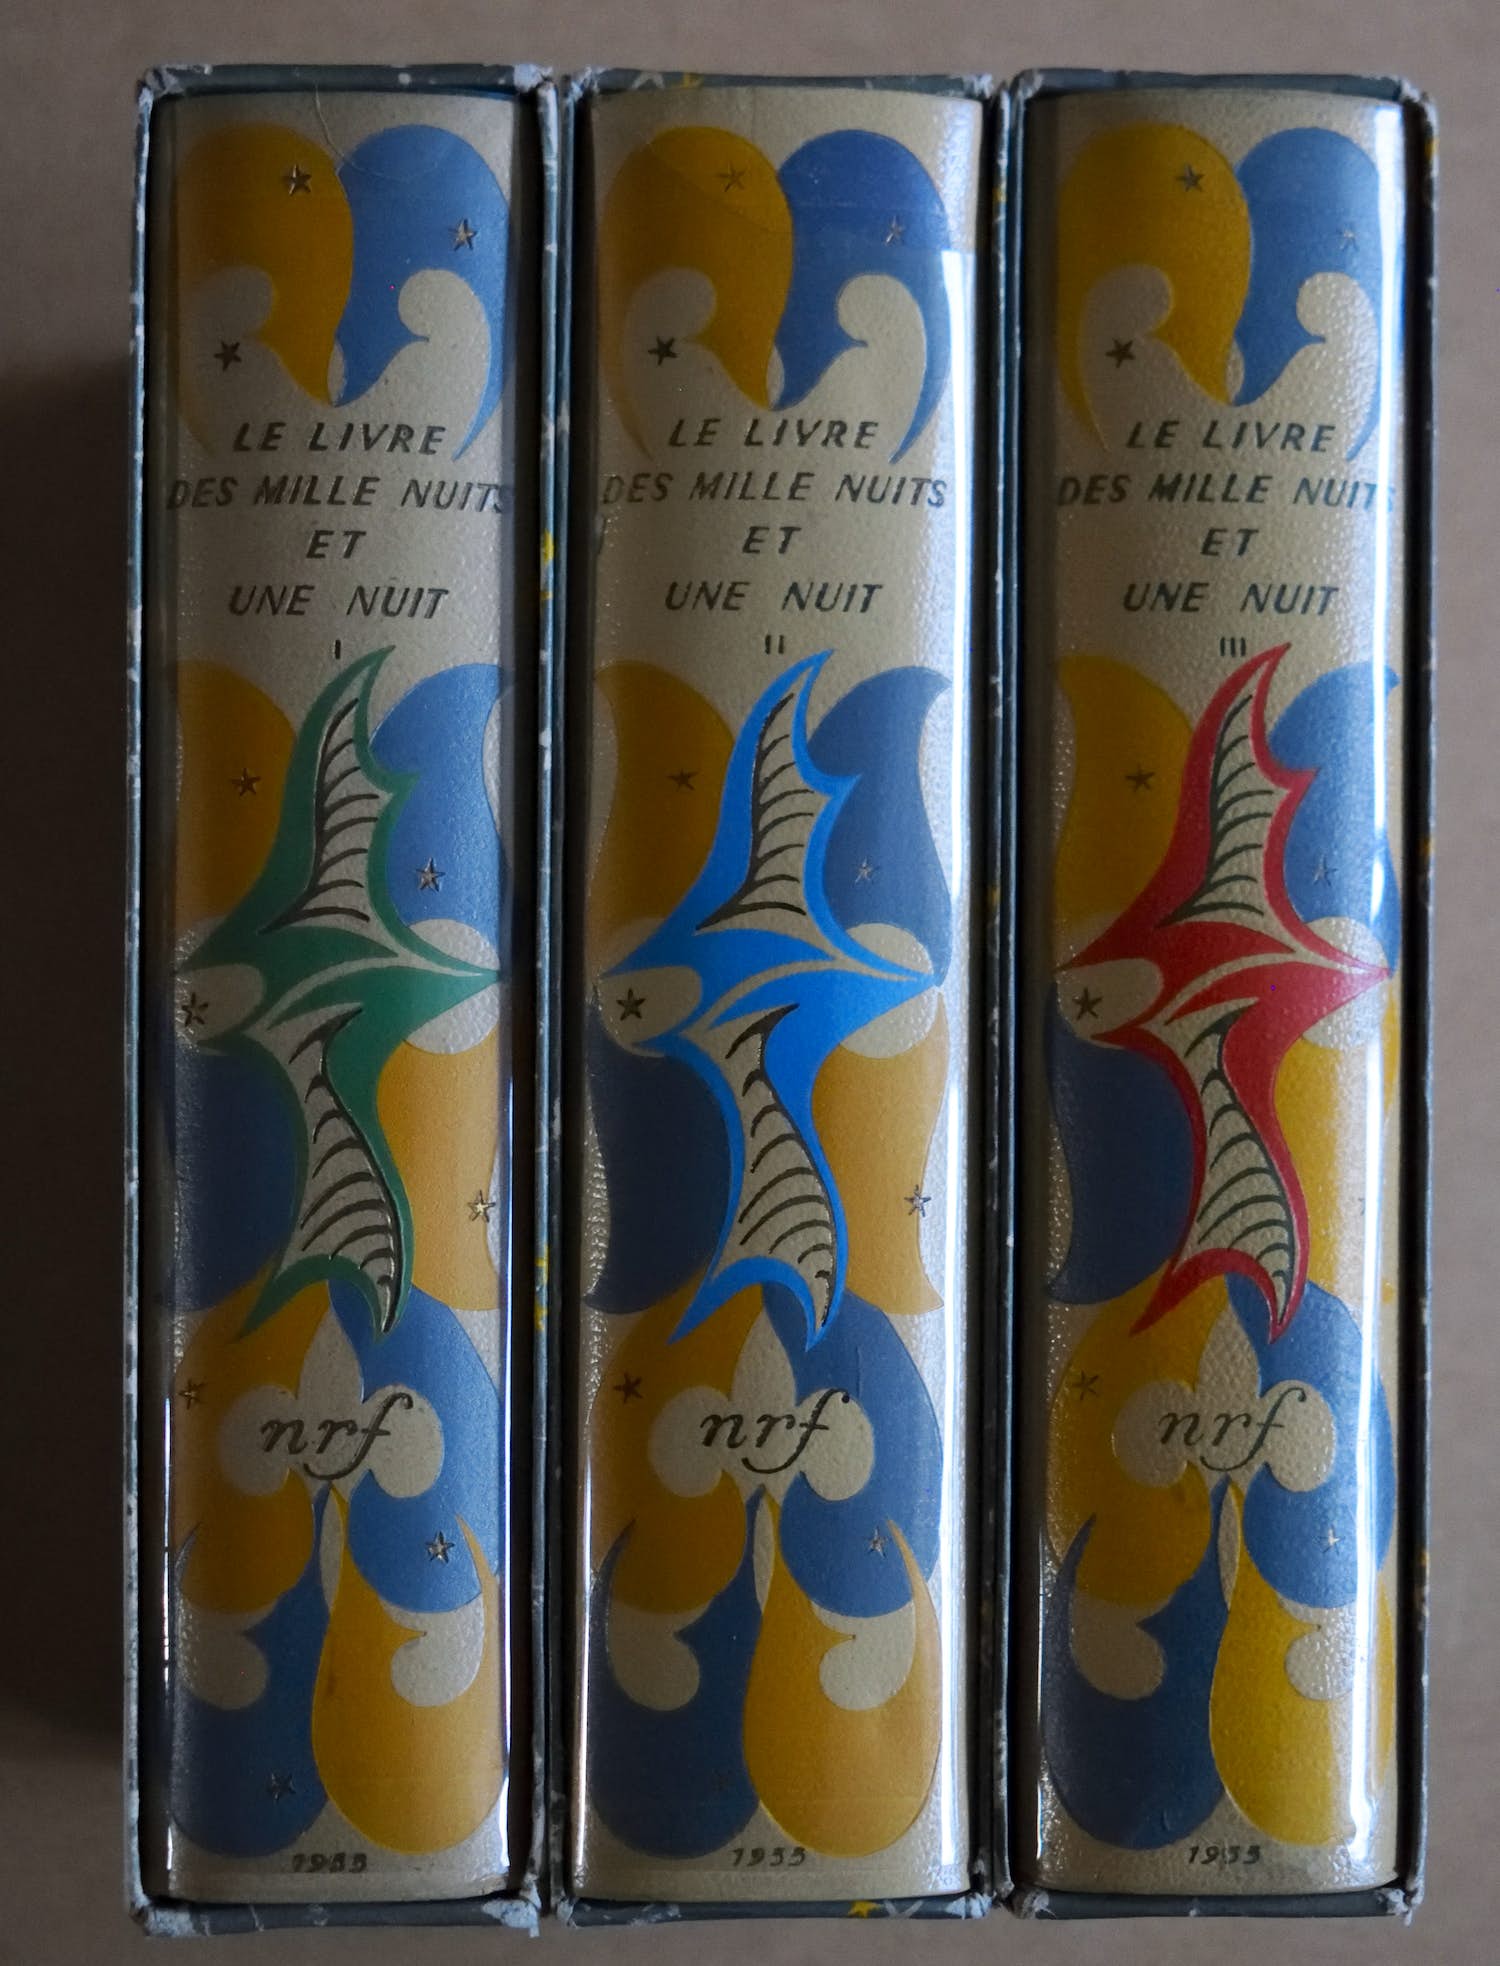 LE LIVRE
DES MILLE NUITS
ET
UNE NUIT
I
nrf
1955
LE LIVRE
DES MILLE NUITS
ET
UNE NUIT
II
nrf
1955
LE LIVRE
DES MILLE NUITS
ET
UNE NUIT
III
nrf
1955